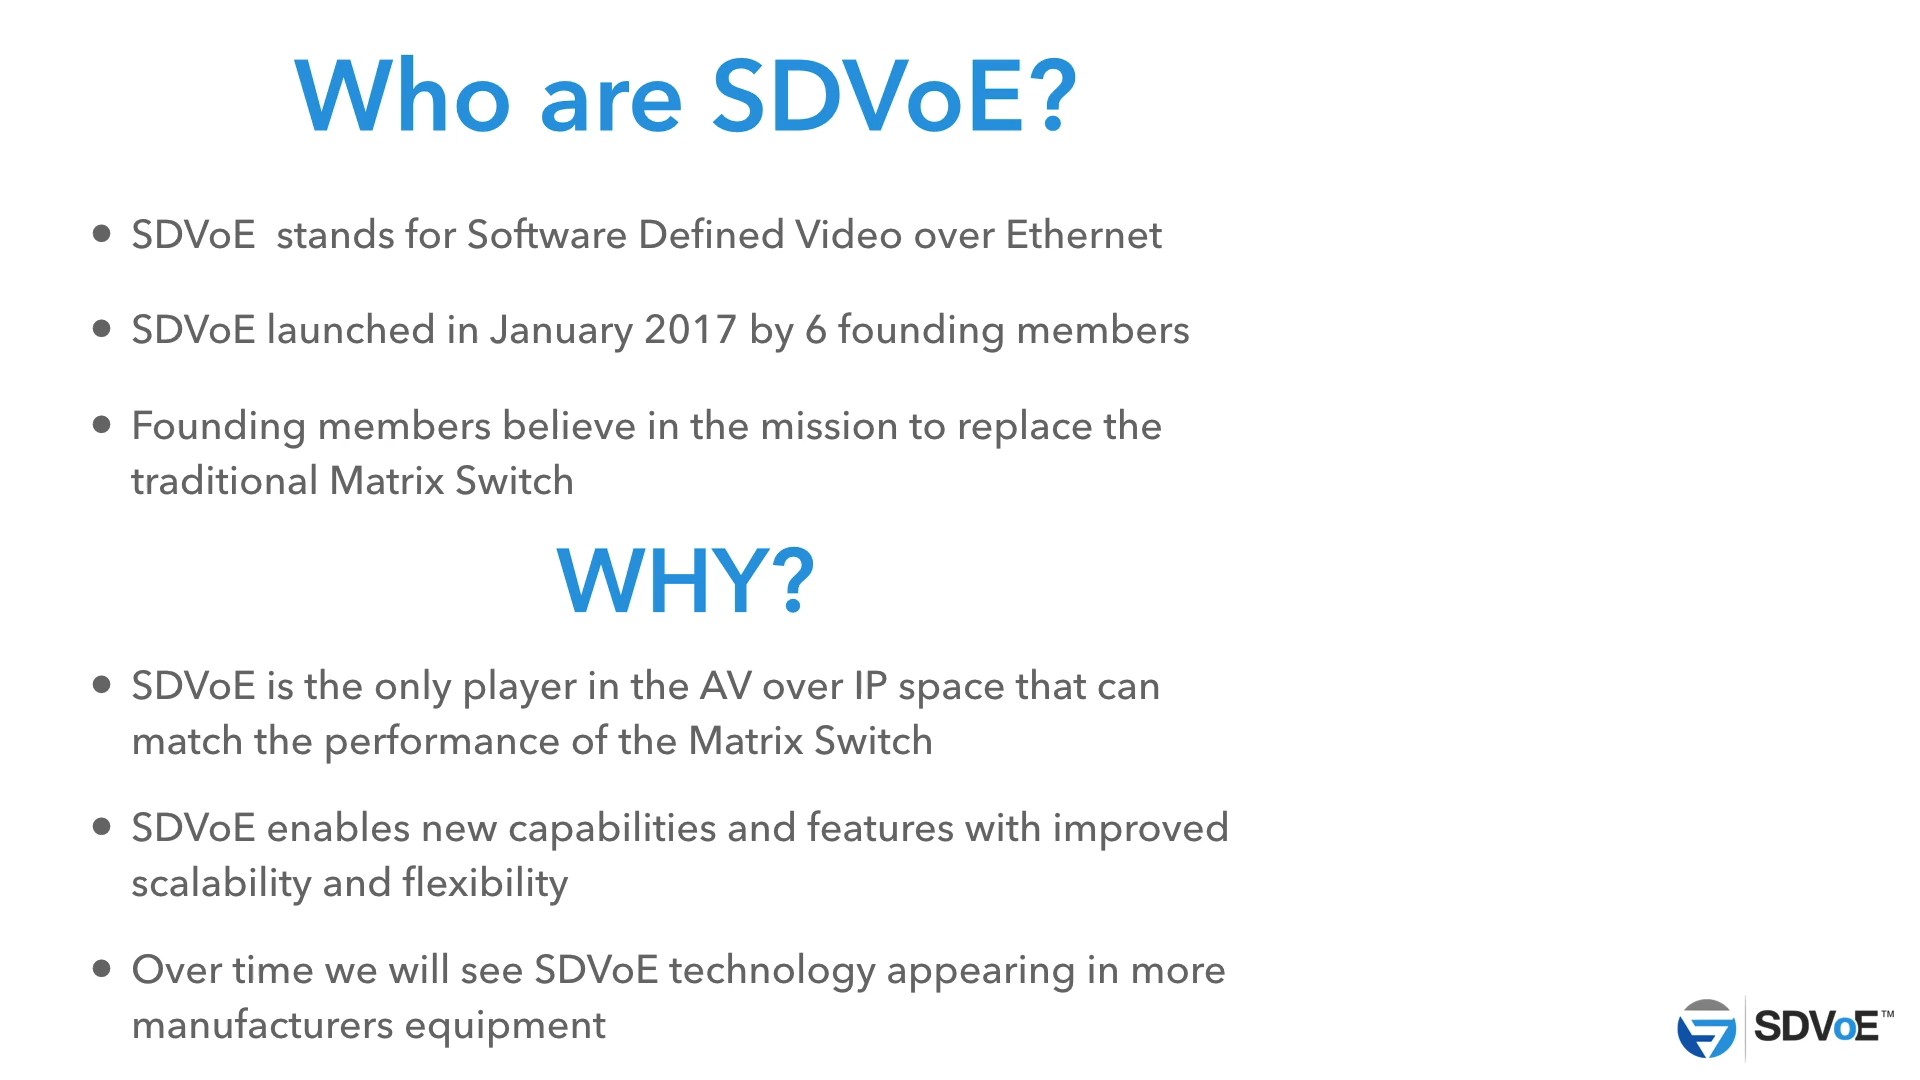 Who are SDVoE?
• SDVoE  stands for Software Defined Video over Ethernet
• SDVoE launched in January 2017 by 6 founding members
• Founding members believe in the mission to replace the
traditional Matrix Switch
WHY?
• SDVoE is the only player in the AV over IP space that can
match the performance of the Matrix Switch
• SDVoE enables new capabilities and features with improved
scalability and flexibility
• Over time we will see SDVoE technology appearing in more
manufacturers equipment
SDVoE™